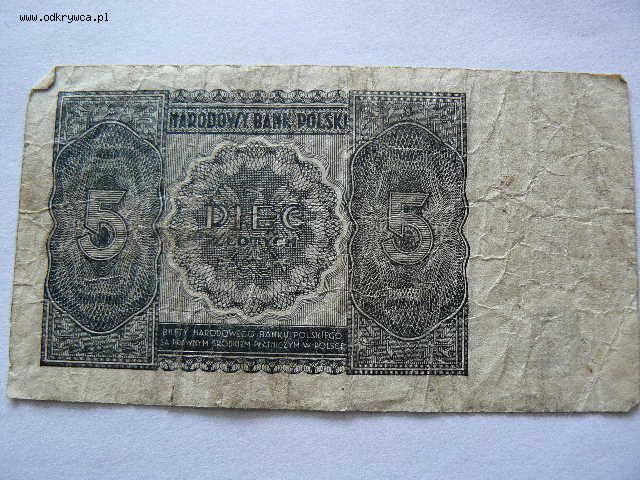 www.odkrywca.pl
NARODOWY BANK POLSKI
5
PIĘĆ
ZŁOTYCH
5
BILETY NARODOWEGO BANKU POLSKIEGO
SĄ PRAWNYM ŚRODKIEM PŁATNICZYM W POLSCE